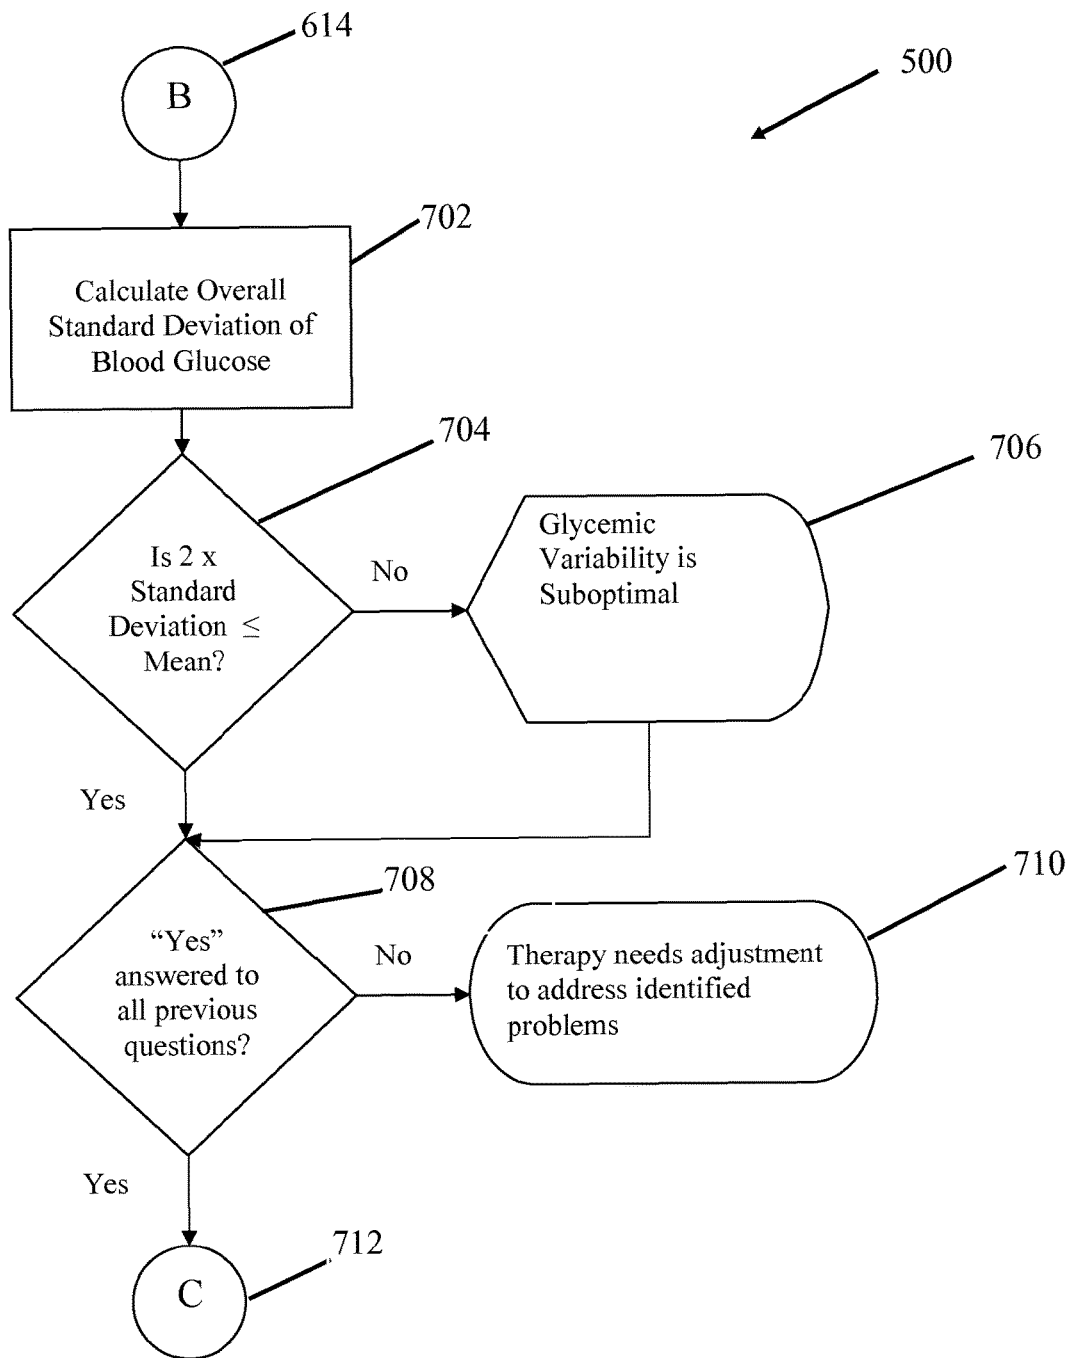 614
B
500
702
Calculate Overall
Standard Deviation of
Blood Glucose
704
706
Is 2 x
Standard
Deviation ≤
Mean?
No
Glycemic
Variability is
Suboptimal
Yes
708
710
“Yes”
answered to
all previous
questions?
No
Therapy needs adjustment
to address identified
problems
Yes
712
C